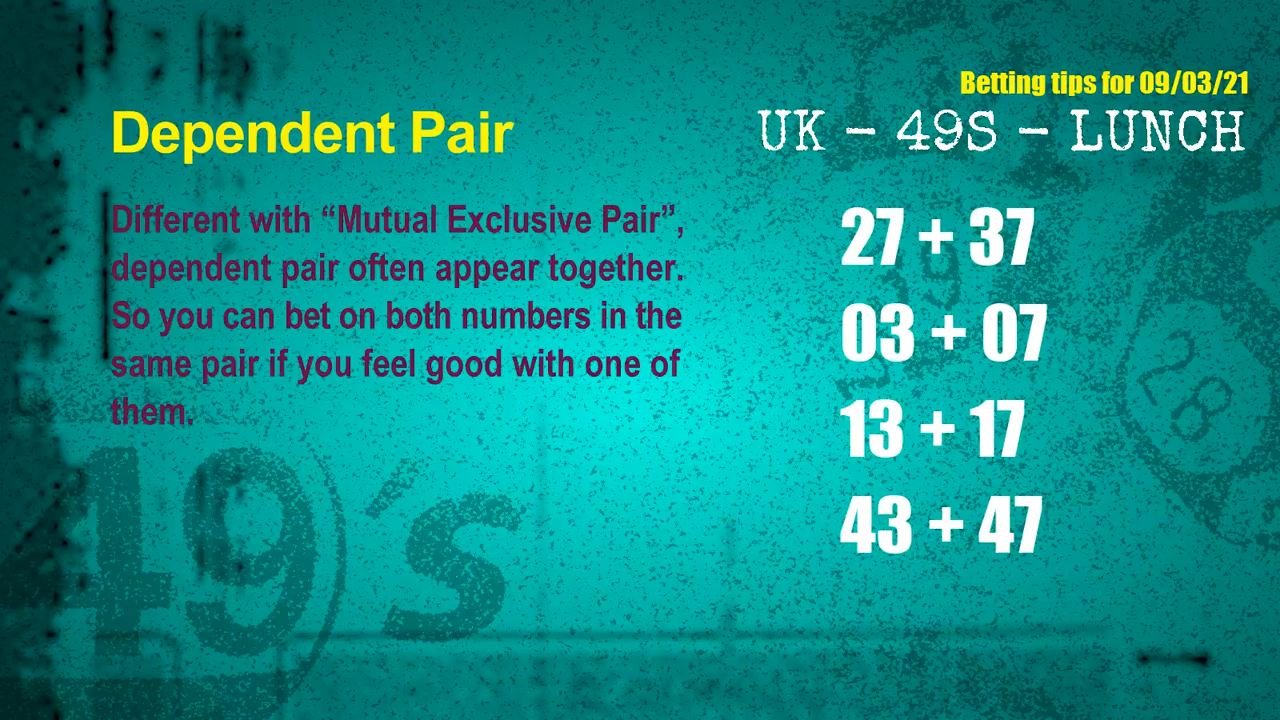 Betting tips for 09/03/21
UK - 49S - LUNCH
Dependent Pair
Different with “Mutual Exclusive Pair”,
dependent pair often appear together.
So you can bet on both numbers in the
same pair if you feel good with one of
them.
27 + 37
03 + 07
13 + 17
43 + 47
49's
28